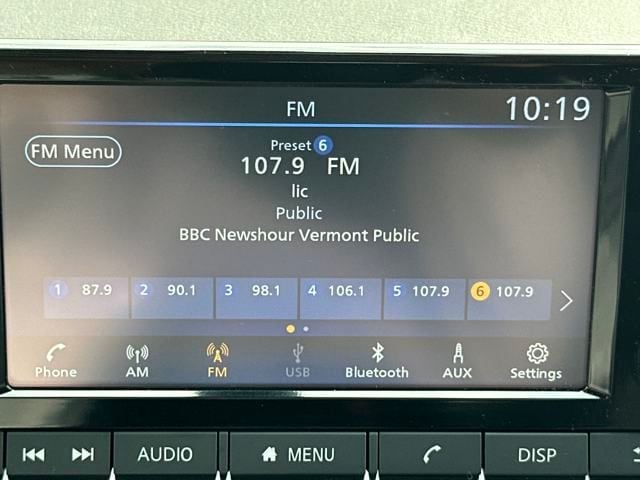 FM 10:19
FM Menu
Preset 6
107.9 FM
lic
Public
BBC Newshour Vermont Public
1 87.9 2 90.1 3 98.1 4 106.1 5 107.9 6 107.9
Phone AM FM USB Bluetooth AUX Settings
AUDIO MENU DISP